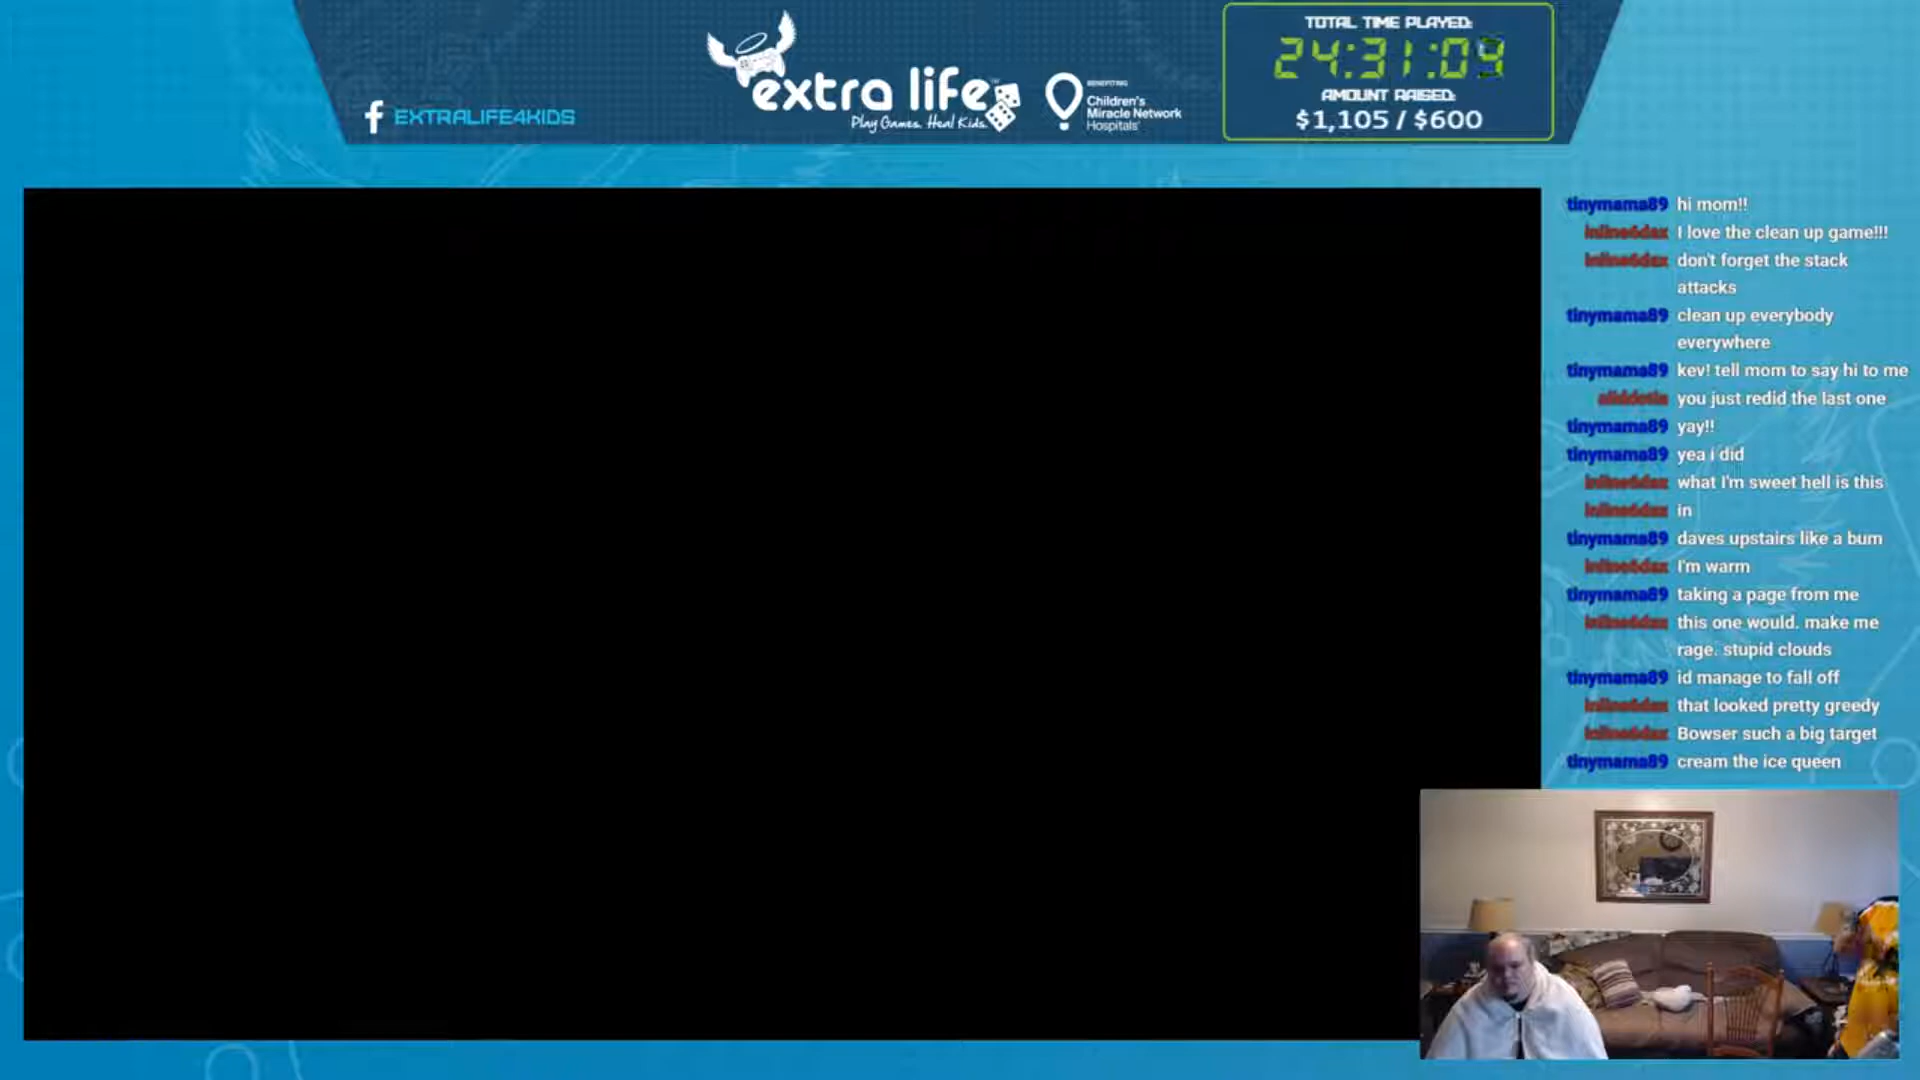 TOTAL TIME PLAYED:
24:31:09
AMOUNT RAISED:
$1,105 / $600
EXTRALIFE4KIDS
extra life
Play Games. Heal Kids.
BENEFITING
Children's
Miracle Network
Hospitals
tinymama89 hi mom!!
I love the clean up game!!!
don't forget the stack
attacks
tinymama89 clean up everybody
everywhere
tinymama89 kev! tell mom to say hi to me
you just redid the last one
tinymama89 yay!!
tinymama89 yea i did
what I'm sweet hell is this
in
tinymama89 daves upstairs like a bum
I'm warm
tinymama89 taking a page from me
this one would. make me
rage. stupid clouds
tinymama89 id manage to fall off
that looked pretty greedy
Bowser such a big target
tinymama89 cream the ice queen